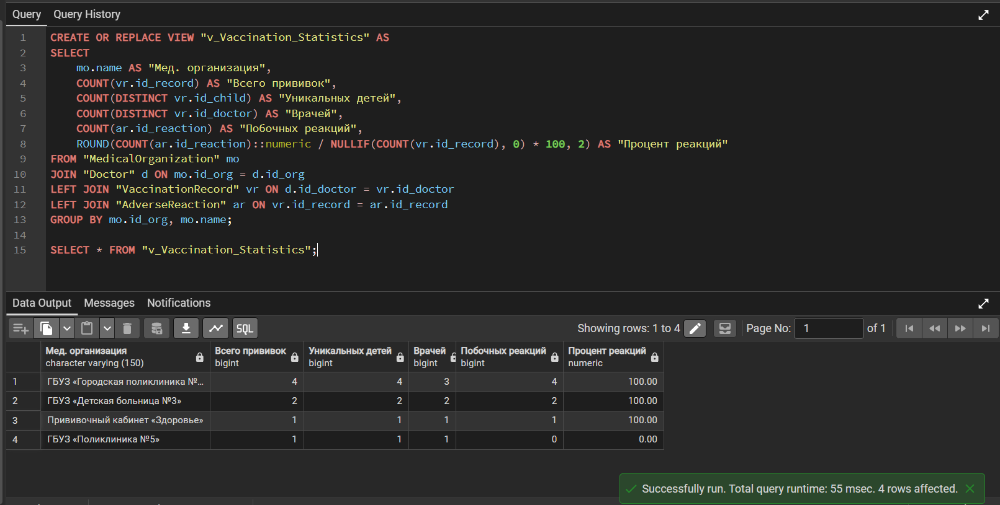 Query Query History
1 CREATE OR REPLACE VIEW "v_Vaccination_Statistics" AS
2 SELECT
3 mo.name AS "Мед. организация",
4 COUNT(vr.id_record) AS "Всего прививок",
5 COUNT(DISTINCT vr.id_child) AS "Уникальных детей",
6 COUNT(DISTINCT vr.id_doctor) AS "Врачей",
7 COUNT(ar.id_reaction) AS "Побочных реакций",
8 ROUND(COUNT(ar.id_reaction)::numeric / NULLIF(COUNT(vr.id_record), 0) * 100, 2) AS "Процент реакций"
9 FROM "MedicalOrganization" mo
10 JOIN "Doctor" d ON mo.id_org = d.id_org
11 LEFT JOIN "VaccinationRecord" vr ON d.id_doctor = vr.id_doctor
12 LEFT JOIN "AdverseReaction" ar ON vr.id_record = ar.id_record
13 GROUP BY mo.id_org, mo.name;
14
15 SELECT * FROM "v_Vaccination_Statistics";
Data Output Messages Notifications
SQL Showing rows: 1 to 4 Page No: 1 of 1
Мед. организация Всего прививок Уникальных детей Врачей Побочных реакций Процент реакций
character varying (150) bigint bigint bigint bigint numeric
1 ГБУЗ «Городская поликлиника №... 4 4 3 4 100.00
2 ГБУЗ «Детская больница №3» 2 2 2 2 100.00
3 Прививочный кабинет «Здоровье» 1 1 1 1 100.00
4 ГБУЗ «Поликлиника №5» 1 1 1 0 0.00
Successfully run. Total query runtime: 55 msec. 4 rows affected.